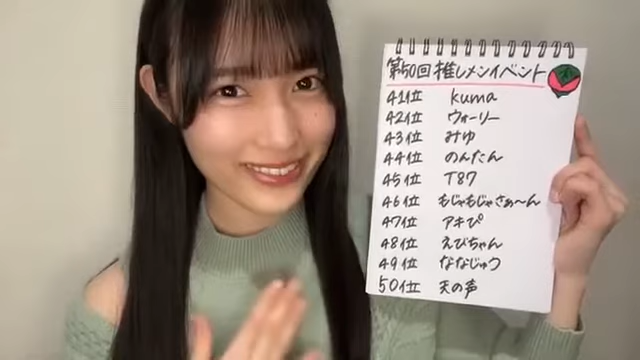 第50回推しメンイベント
41位 kuma
42位 ウォーリー
43位 みゆ
44位 のんたん
45位 T87
46位 もじゃもじゃさぁ〜ん
47位 アキぴ
48位 えびちゃん
49位 ななじゅう
50位 天の声